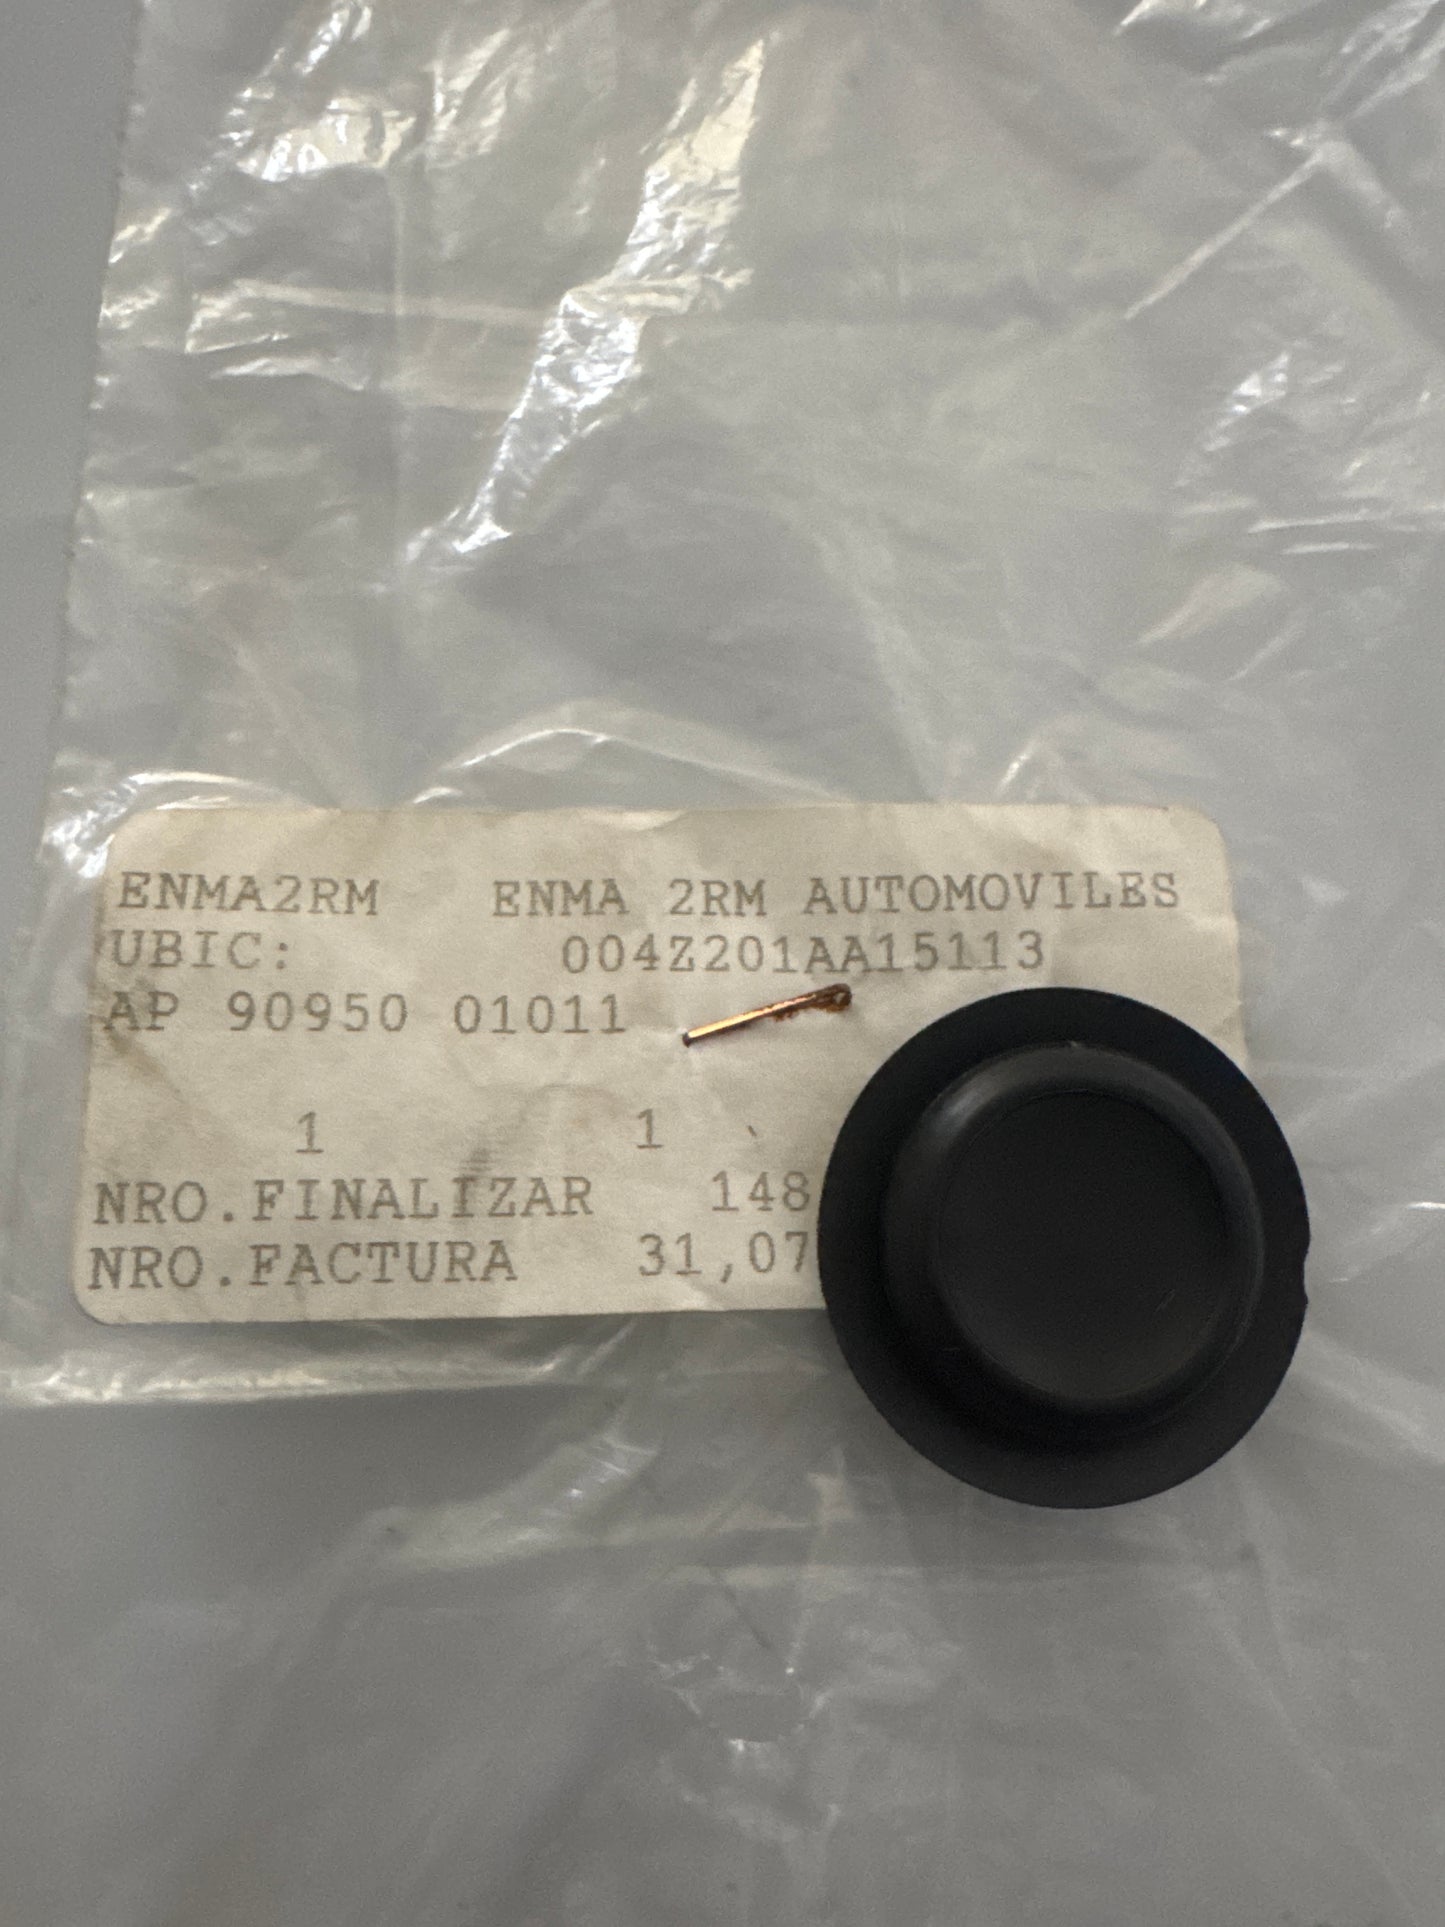 ENMA2RM ENMA 2RM AUTOMOVILES
UBIC: 004Z201AA15113
AP 90950 01011
1 1
NRO.FINALIZAR 148
NRO.FACTURA 31,07